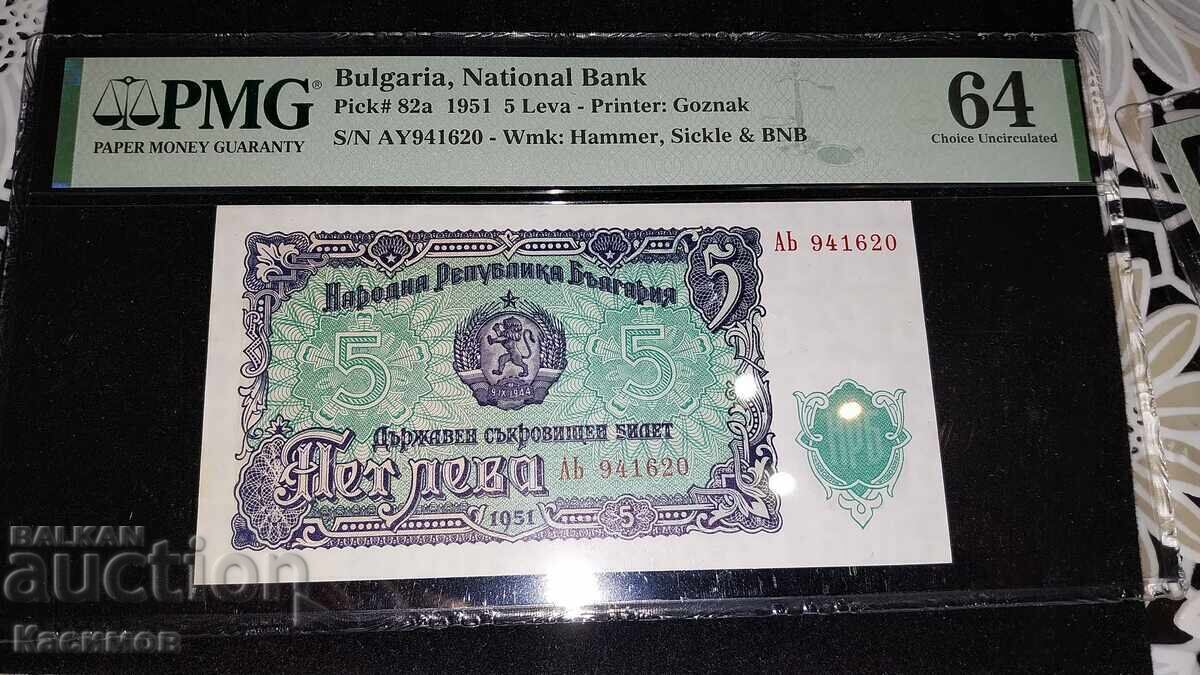 PMG®
PAPER MONEY GUARANTY
Bulgaria, National Bank
Pick# 82a 1951 5 Leva - Printer: Goznak
S/N AY941620 - Wmk: Hammer, Sickle & BNB
64
Choice Uncirculated
АЬ 941620
Народна Република България
5
5
5
9 IX 1944
Държавен съкровищен билет
Пет лева
АЬ 941620
1951
5
BALKAN
auction
Касимов